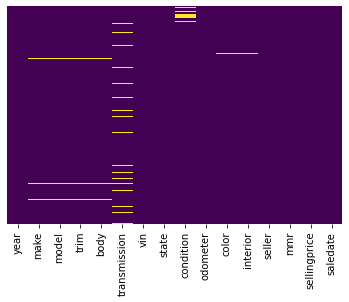 year
make
model
trim
body
transmission
vin
state
condition
odometer
color
interior
seller
mmr
sellingprice
saledate